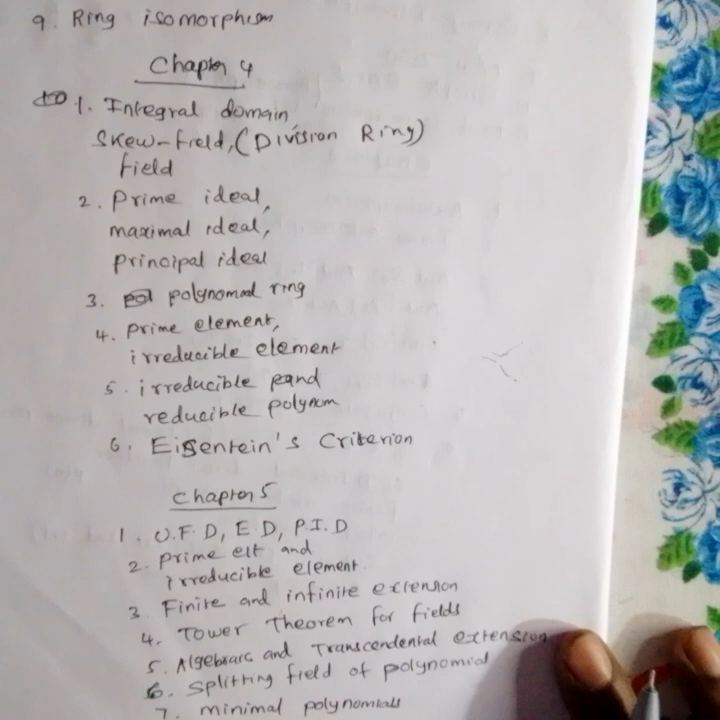 9. Ring isomorphism
Chapter 4
1. Integral domain
Skew-field, (Division Ring)
field
2. Prime ideal,
maximal ideal,
principal ideal
3. polynomial ring
4. prime element,
irreducible element
5. irreducible and
reducible polynom
6. Eisentein's Criterion
Chapter 5
1. U.F.D, E.D, P.I.D
2. prime elt and
irreducible element
3. Finite and infinite extension
4. Tower Theorem for fields
5. Algebraic and Transcendental extension
6. Splitting field of polynomial
7. minimal polynomials